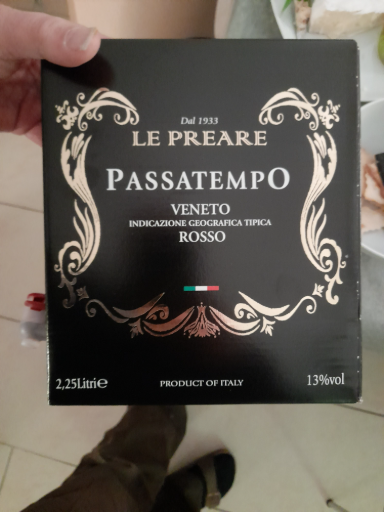 Dal 1933
LE PREARE
PASSATEMPO
VENETO
INDICAZIONE GEOGRAFICA TIPICA
ROSSO
2,25Litri℮
PRODUCT OF ITALY
13%vol